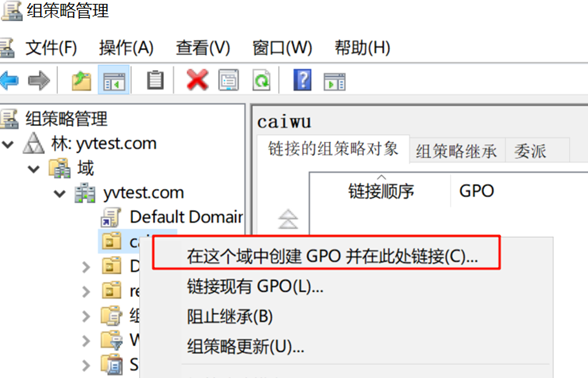 组策略管理
文件(F) 操作(A) 查看(V) 窗口(W) 帮助(H)
组策略管理
林: yvtest.com
域
yvtest.com
Default Domain
caiwu
链接的组策略对象 组策略继承 委派
链接顺序 GPO
在这个域中创建 GPO 并在此处链接(C)...
链接现有 GPO(L)...
阻止继承(B)
组策略更新(U)...